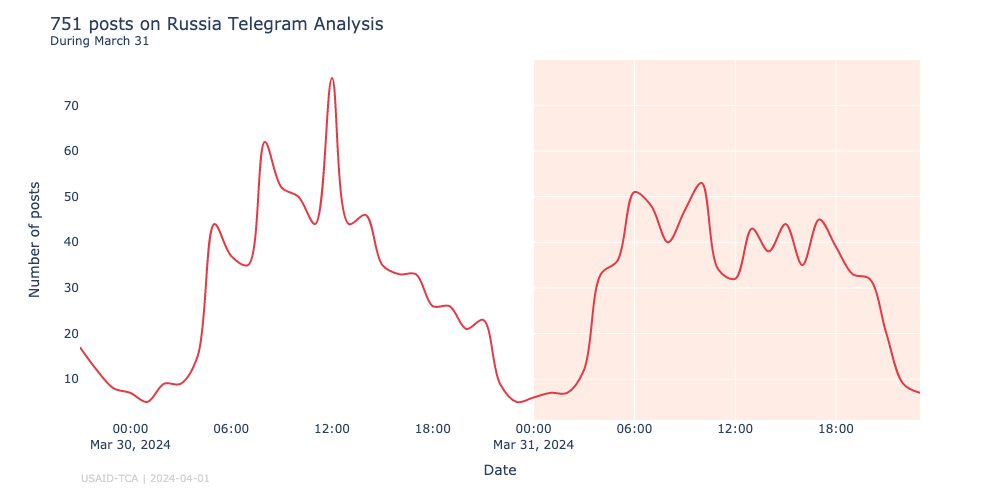 751 posts on Russia Telegram Analysis
During March 31
Number of posts
70
60
50
40
30
20
10
00:00 06:00 12:00 18:00 00:00 06:00 12:00 18:00
Mar 30, 2024 Mar 31, 2024
Date
USAID-TCA | 2024-04-01